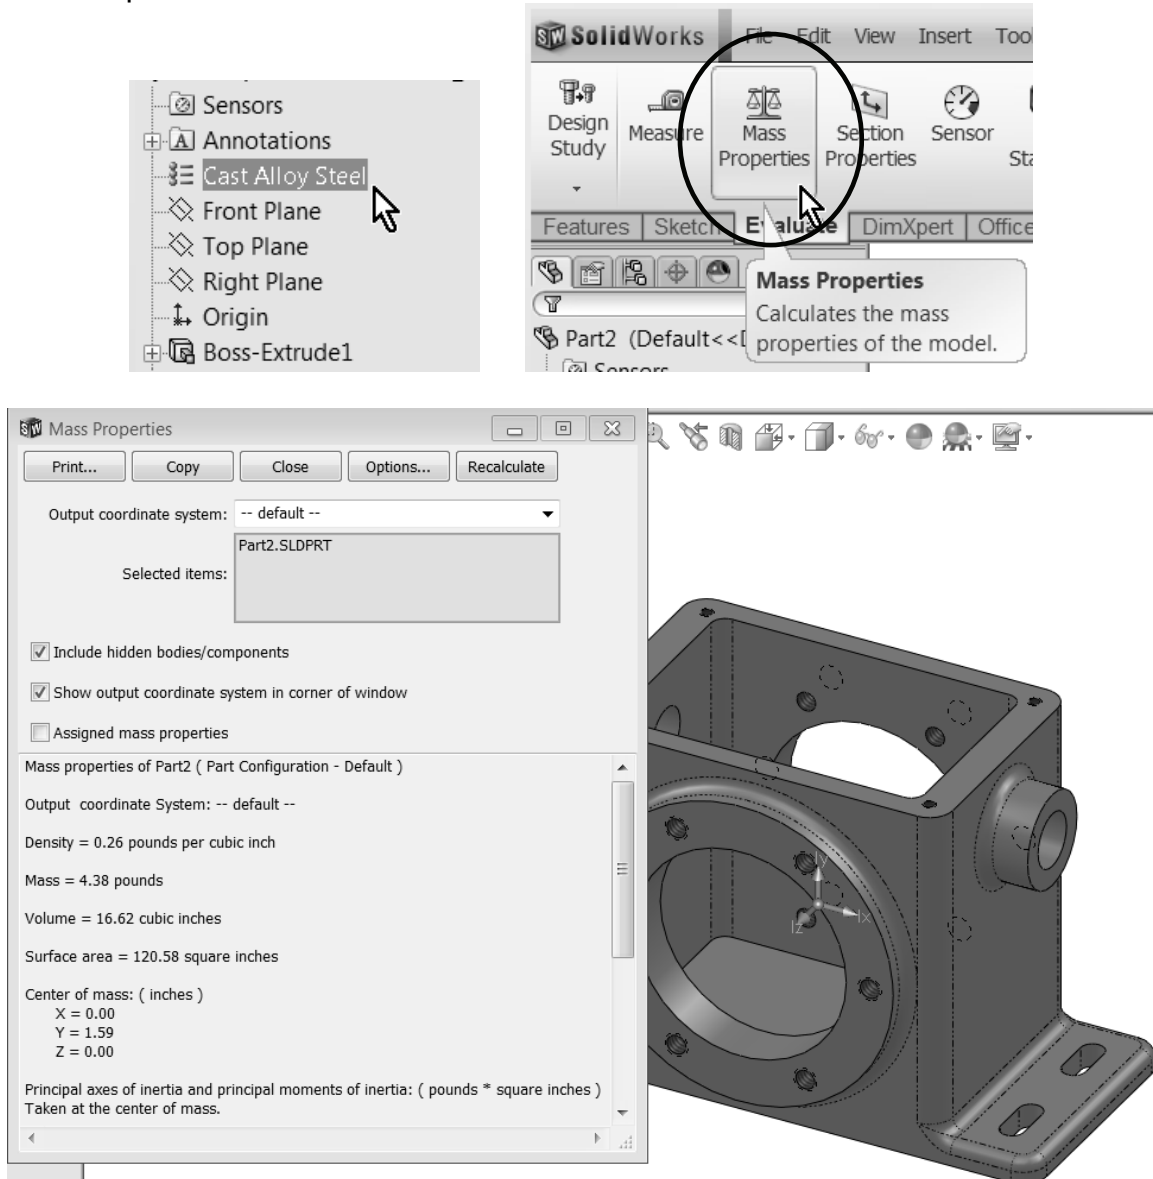 Sensors
Annotations
Cast Alloy Steel
Front Plane
Top Plane
Right Plane
Origin
Boss-Extrude1
SolidWorks File Edit View Insert
Design Study
Measure
Mass Properties
Section Properties
Sensor
Features Sketch Evaluate DimXpert Office
Mass Properties
Calculates the mass
properties of the model.
Part2 (Default<<
Sensors
Mass Properties
Print... Copy Close Options... Recalculate
Output coordinate system: -- default --
Part2.SLDPRT
Selected items:
Include hidden bodies/components
Show output coordinate system in corner of window
Assigned mass properties
Mass properties of Part2 ( Part Configuration - Default )
Output coordinate System: -- default --
Density = 0.26 pounds per cubic inch
Mass = 4.38 pounds
Volume = 16.62 cubic inches
Surface area = 120.58 square inches
Center of mass: ( inches )
X = 0.00
Y = 1.59
Z = 0.00
Principal axes of inertia and principal moments of inertia: ( pounds * square inches )
Taken at the center of mass.
Iy
Ix
Iz